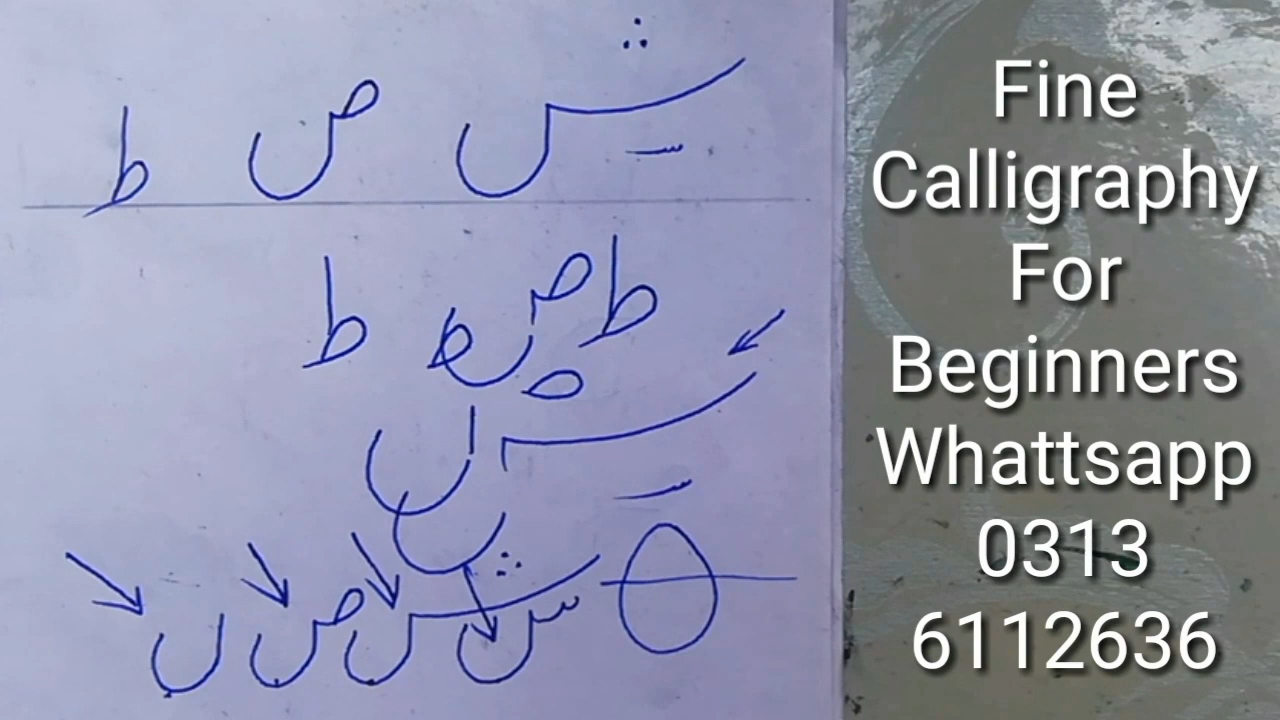 ش ص ط
ط ص ط
ص
س
ش
ں ص ش س
Fine
Calligraphy
For
Beginners
Whattsapp
0313
6112636